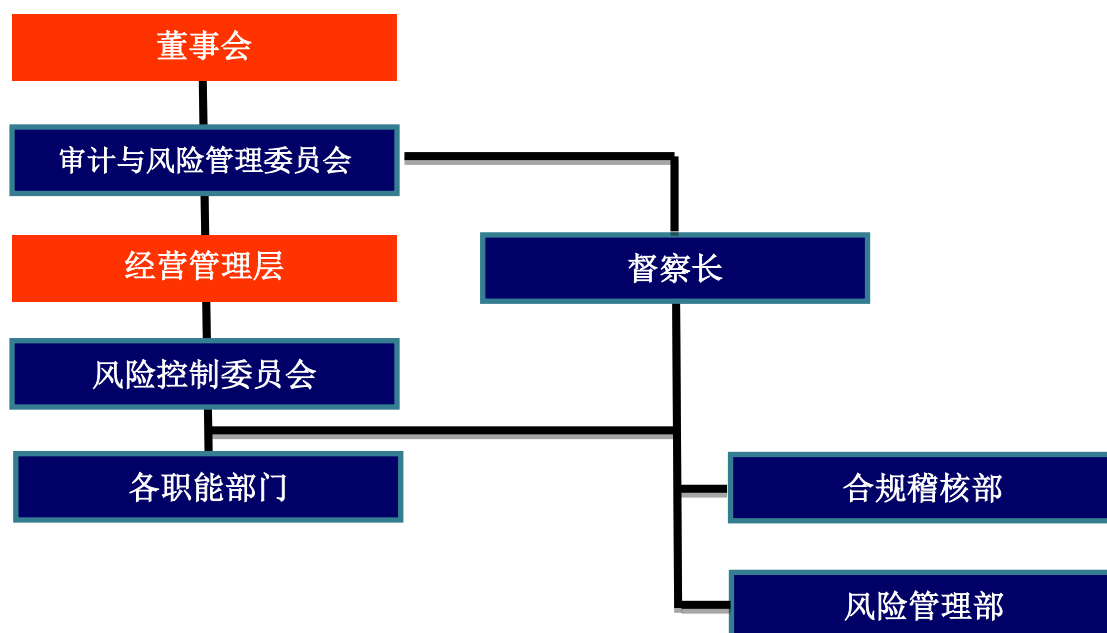 董事会
审计与风险管理委员会
经营管理层
督察长
风险控制委员会
各职能部门
合规稽核部
风险管理部